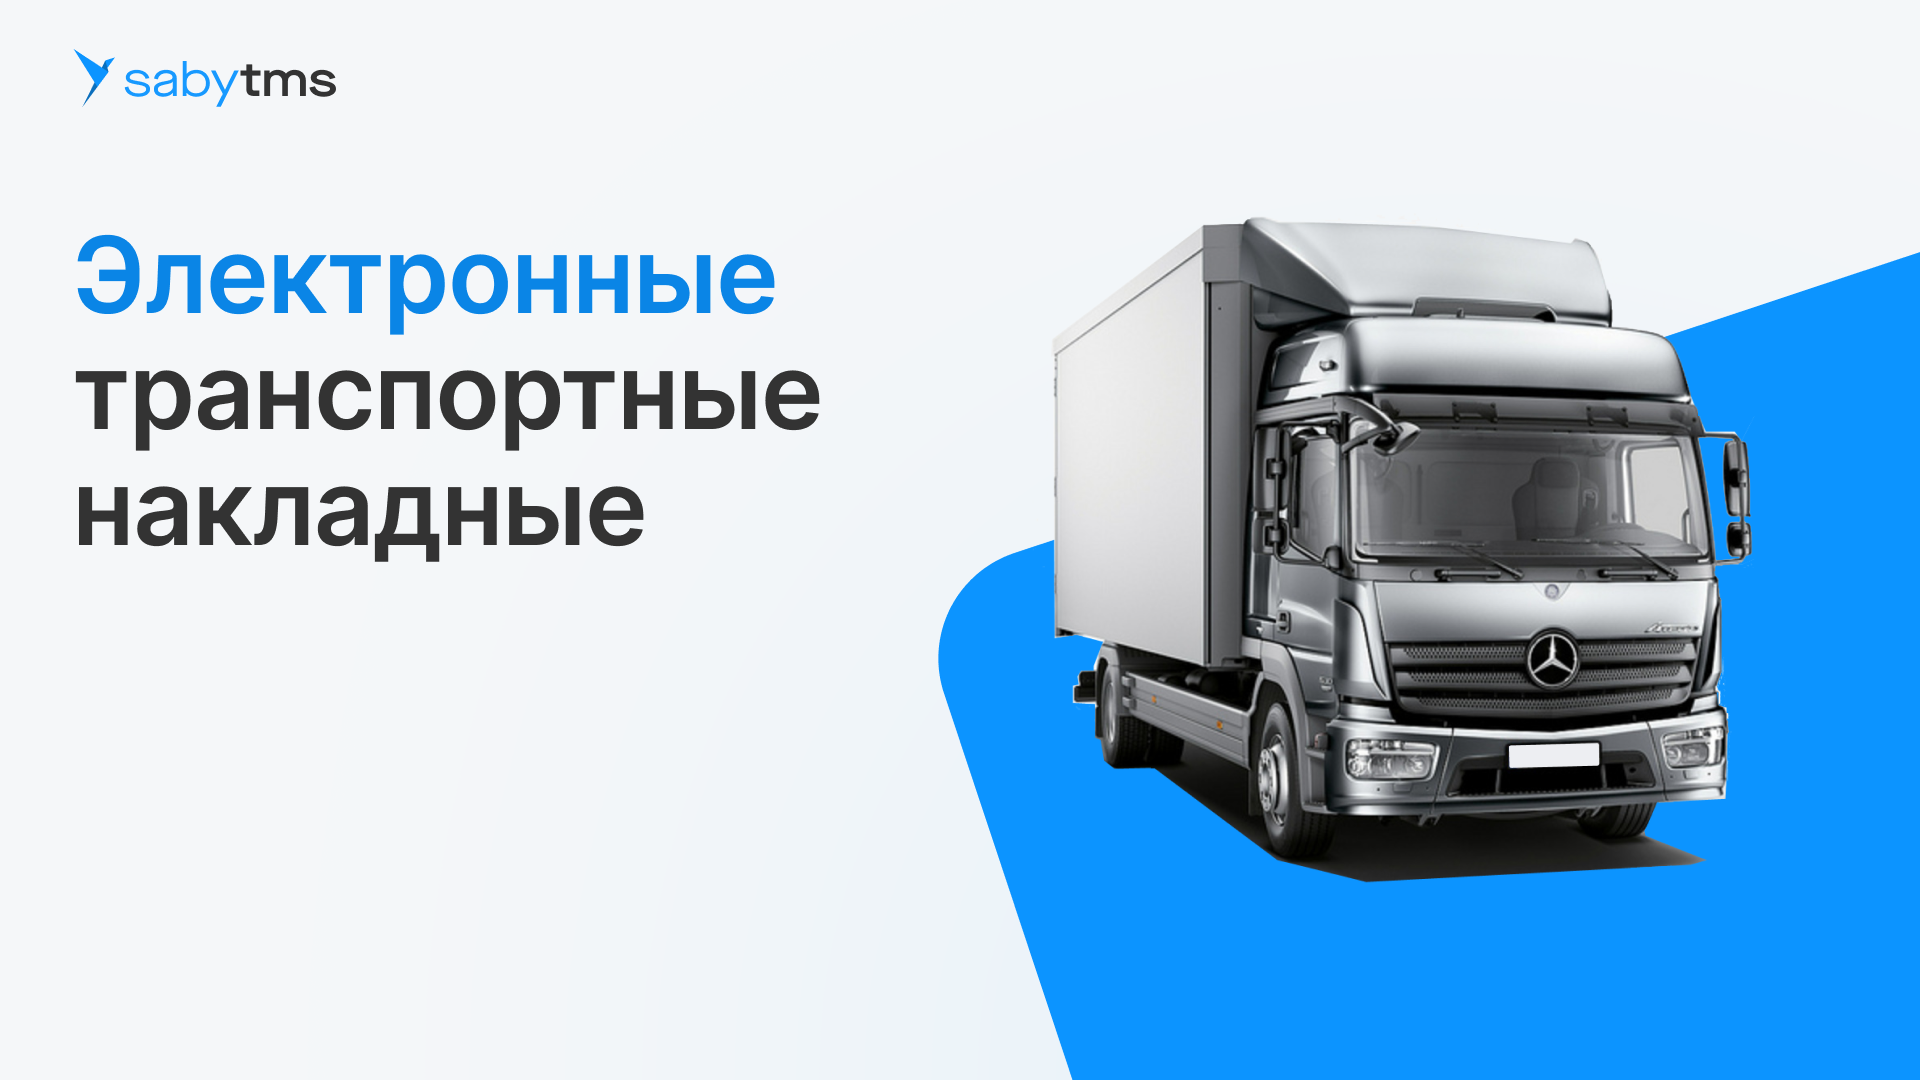 sabytms
Электронные
транспортные
накладные